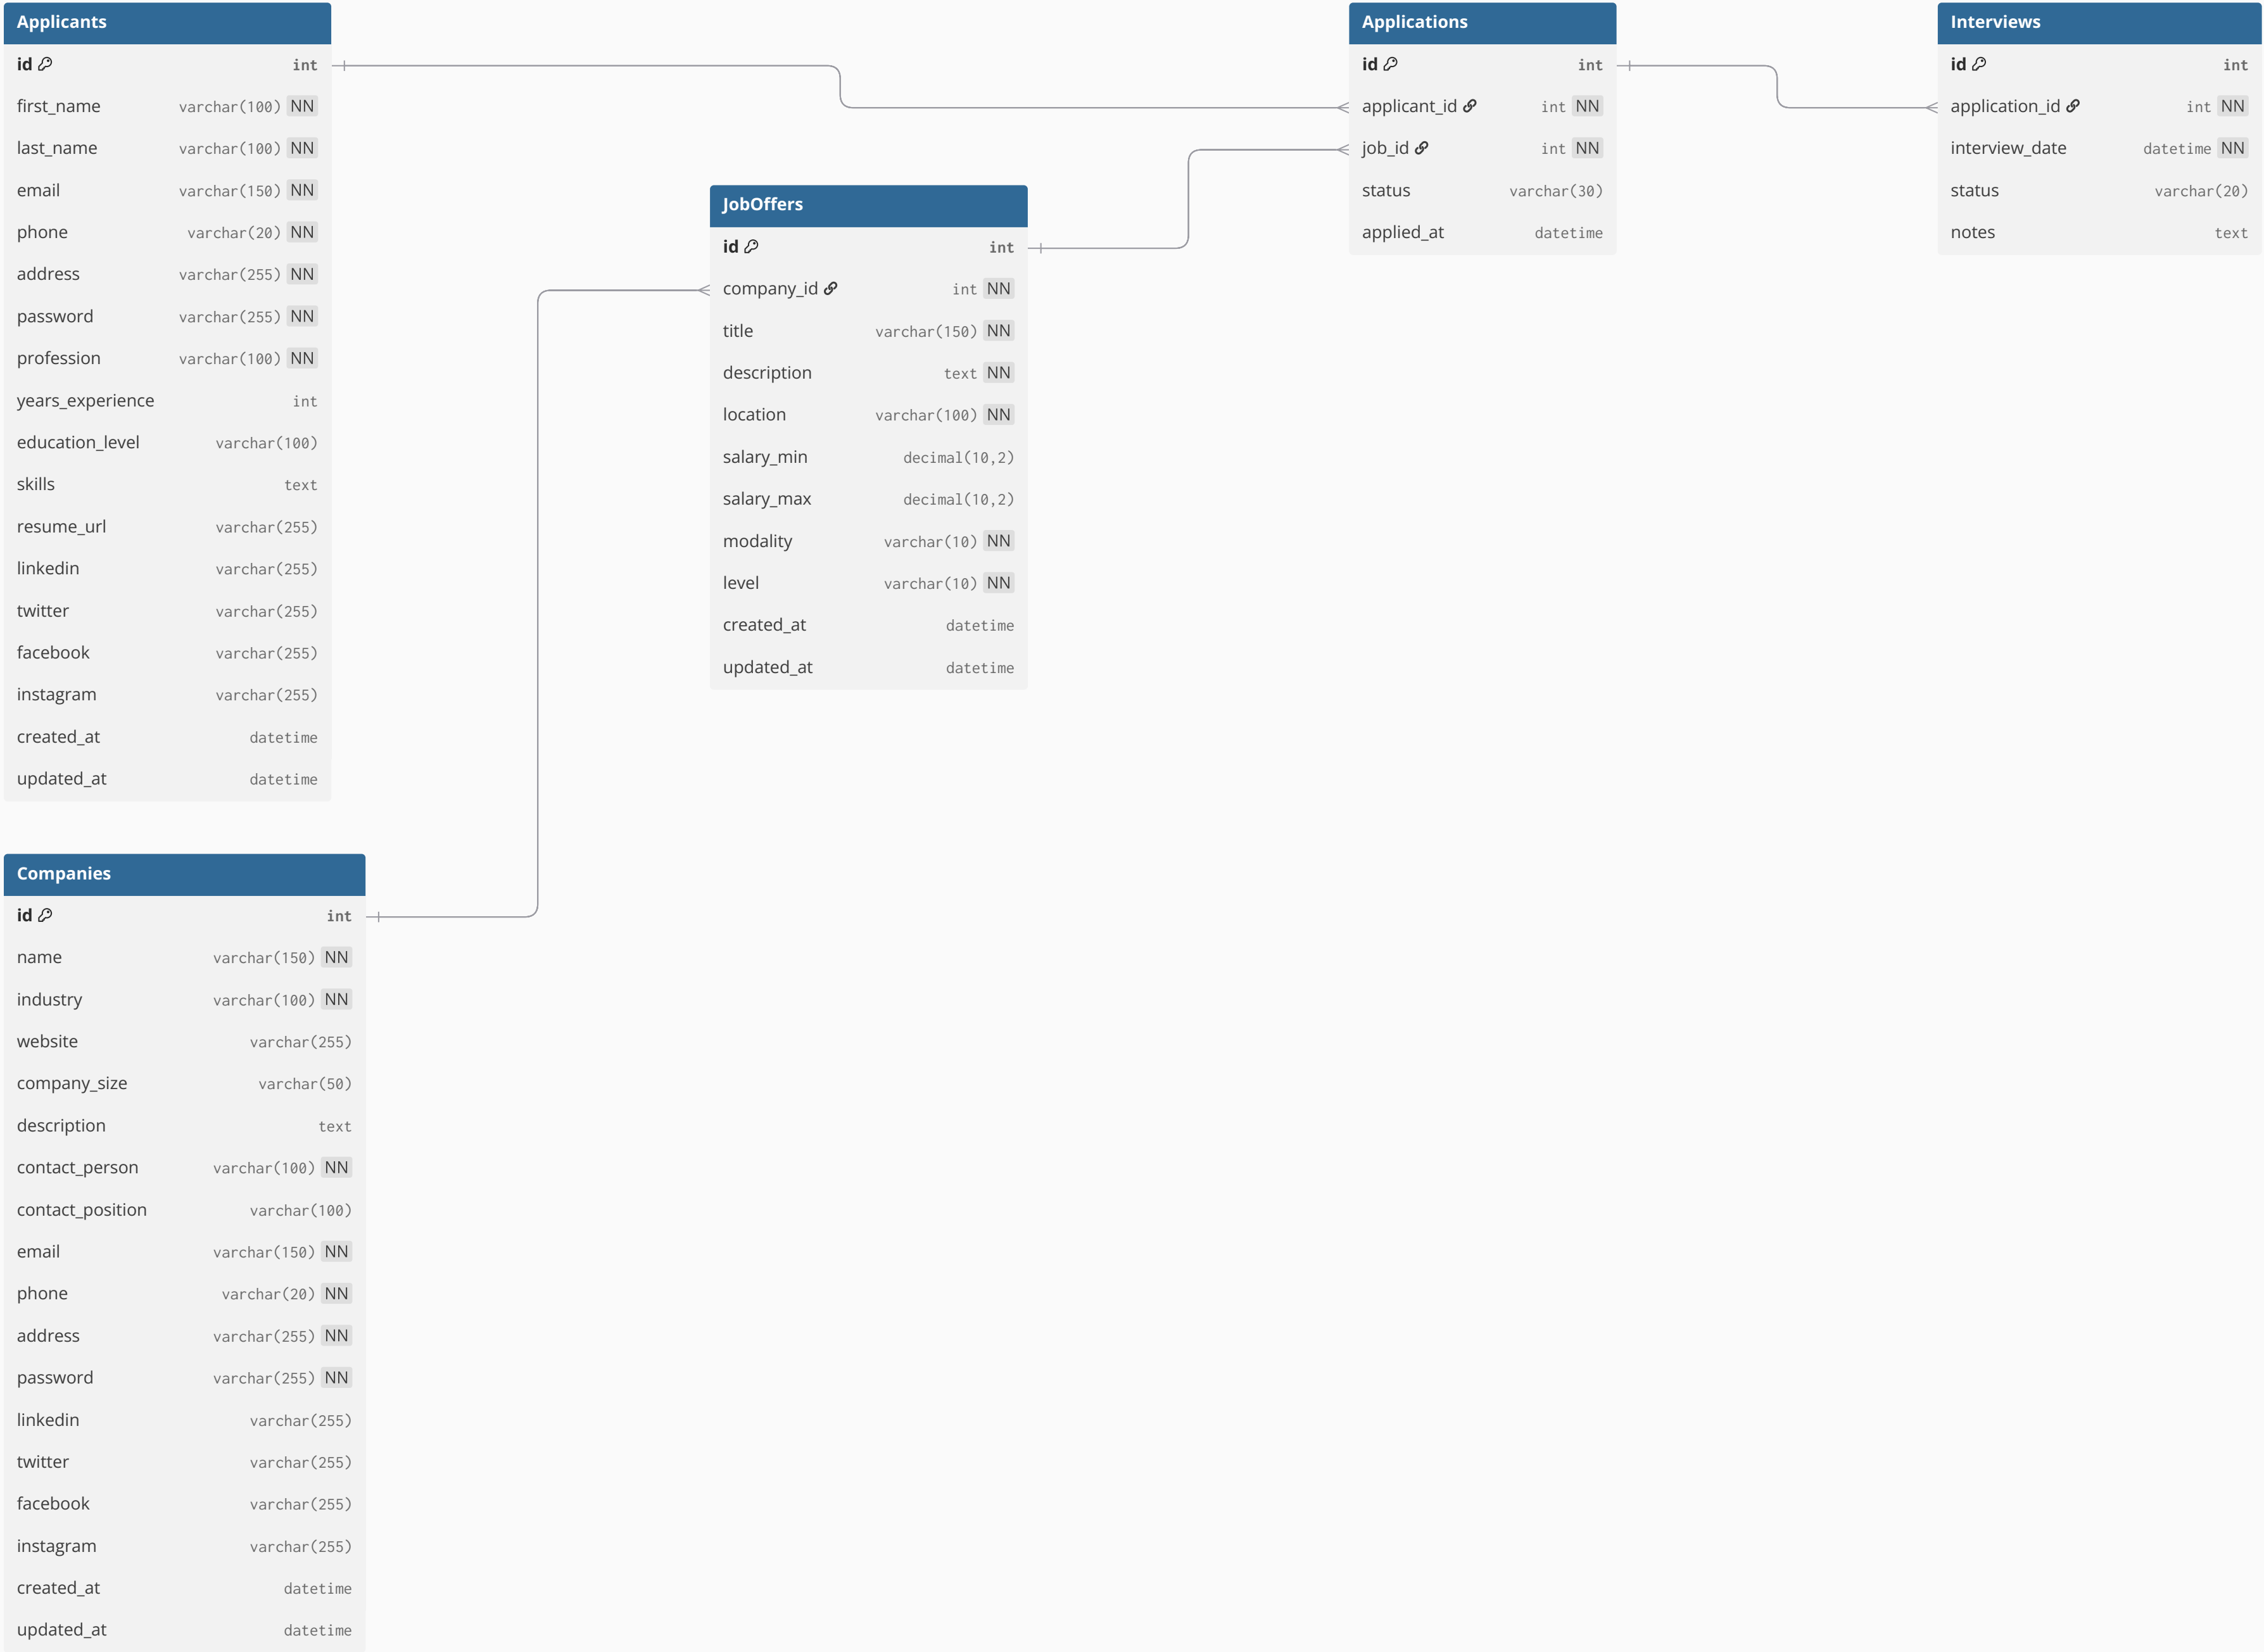 Applicants
id int
first_name varchar(100) NN
last_name varchar(100) NN
email varchar(150) NN
phone varchar(20) NN
address varchar(255) NN
password varchar(255) NN
profession varchar(100) NN
years_experience int
education_level varchar(100)
skills text
resume_url varchar(255)
linkedin varchar(255)
twitter varchar(255)
facebook varchar(255)
instagram varchar(255)
created_at datetime
updated_at datetime
Companies
id int
name varchar(150) NN
industry varchar(100) NN
website varchar(255)
company_size varchar(50)
description text
contact_person varchar(100) NN
contact_position varchar(100)
email varchar(150) NN
phone varchar(20) NN
address varchar(255) NN
password varchar(255) NN
linkedin varchar(255)
twitter varchar(255)
facebook varchar(255)
instagram varchar(255)
created_at datetime
updated_at datetime
JobOffers
id int
company_id int NN
title varchar(150) NN
description text NN
location varchar(100) NN
salary_min decimal(10,2)
salary_max decimal(10,2)
modality varchar(10) NN
level varchar(10) NN
created_at datetime
updated_at datetime
Applications
id int
applicant_id int NN
job_id int NN
status varchar(30)
applied_at datetime
Interviews
id int
application_id int NN
interview_date datetime NN
status varchar(20)
notes text